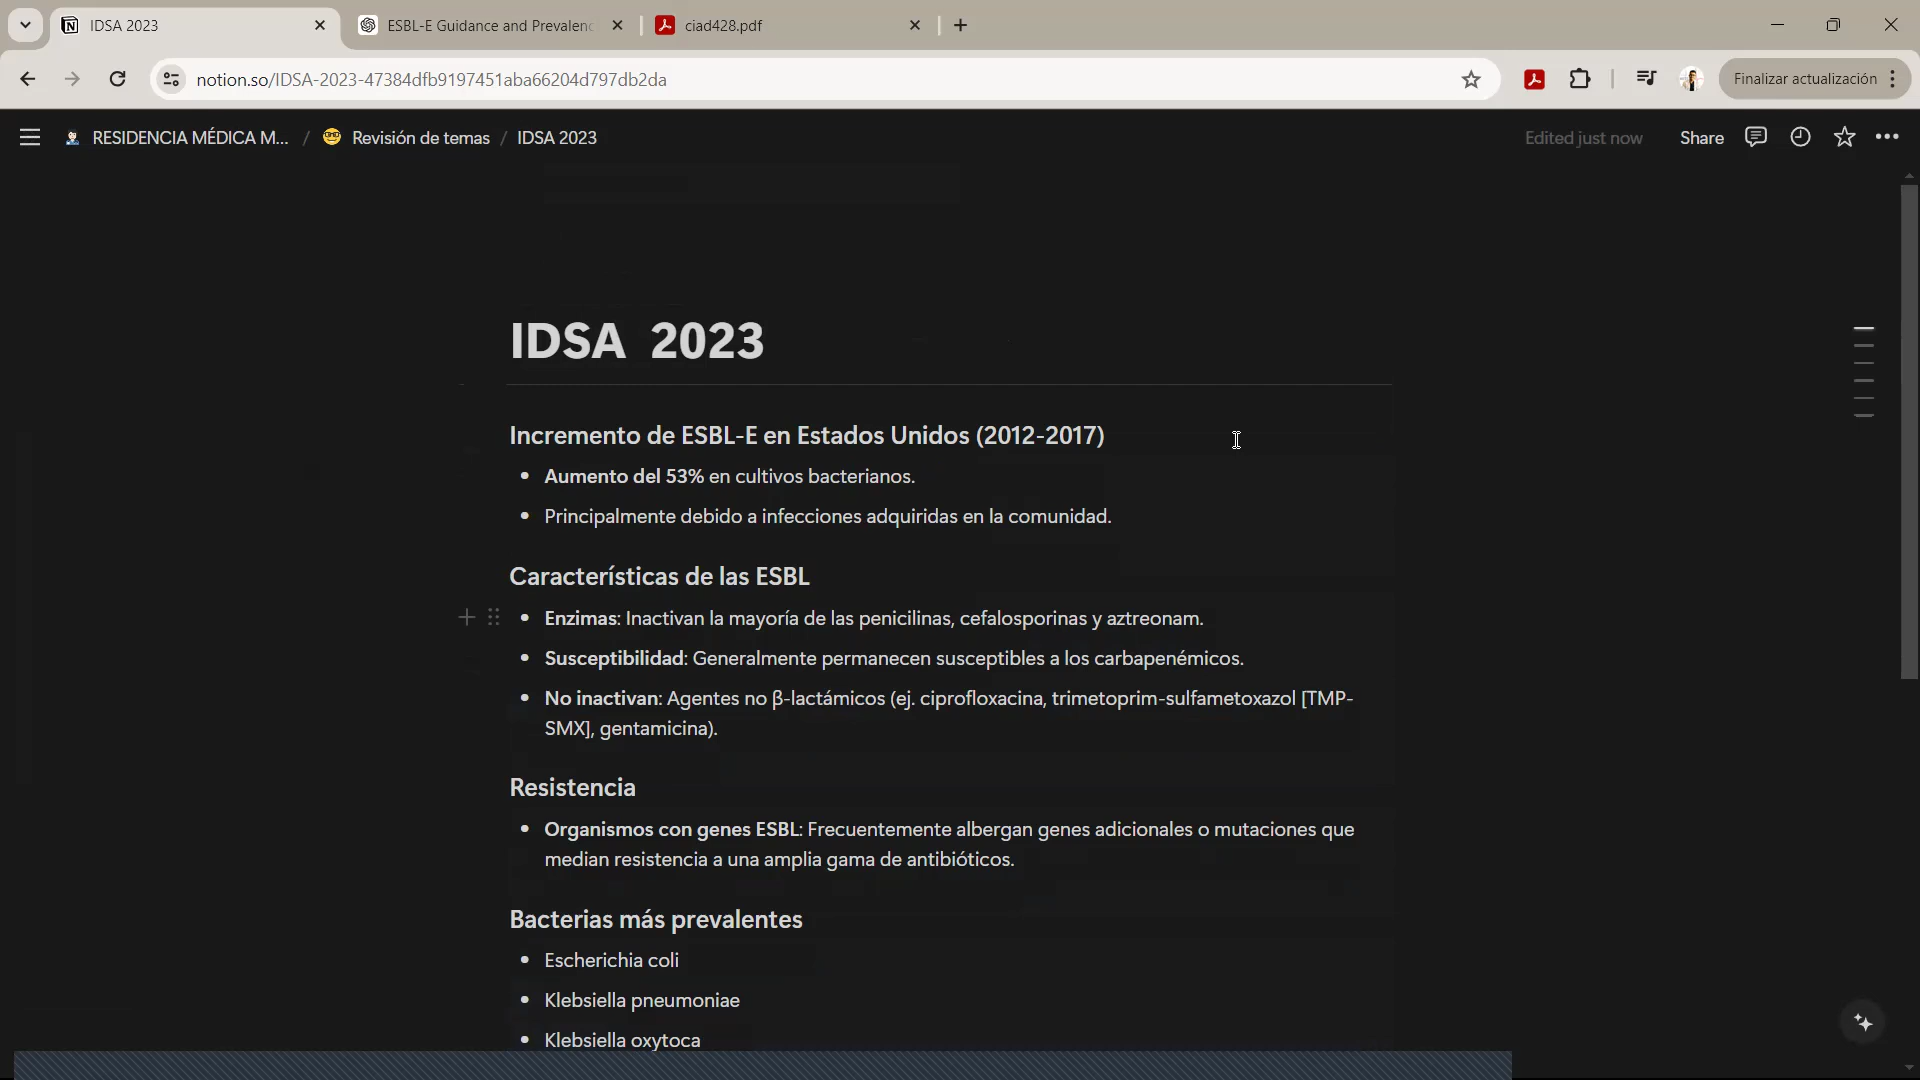 IDSA 2023
ESBL-E Guidance and Prevalenc
ciad428.pdf
notion.so/IDSA-2023-47384dfb9197451aba66204d797db2da
Finalizar actualización
RESIDENCIA MÉDICA M... / Revisión de temas / IDSA 2023
Edited just now
Share
IDSA 2023
Incremento de ESBL-E en Estados Unidos (2012-2017)
• Aumento del 53% en cultivos bacterianos.
• Principalmente debido a infecciones adquiridas en la comunidad.
Características de las ESBL
• Enzimas: Inactivan la mayoría de las penicilinas, cefalosporinas y aztreonam.
• Susceptibilidad: Generalmente permanecen susceptibles a los carbapenémicos.
• No inactivan: Agentes no β-lactámicos (ej. ciprofloxacina, trimetoprim-sulfametoxazol [TMP-
SMX], gentamicina).
Resistencia
• Organismos con genes ESBL: Frecuentemente albergan genes adicionales o mutaciones que
median resistencia a una amplia gama de antibióticos.
Bacterias más prevalentes
• Escherichia coli
• Klebsiella pneumoniae
• Klebsiella oxytoca